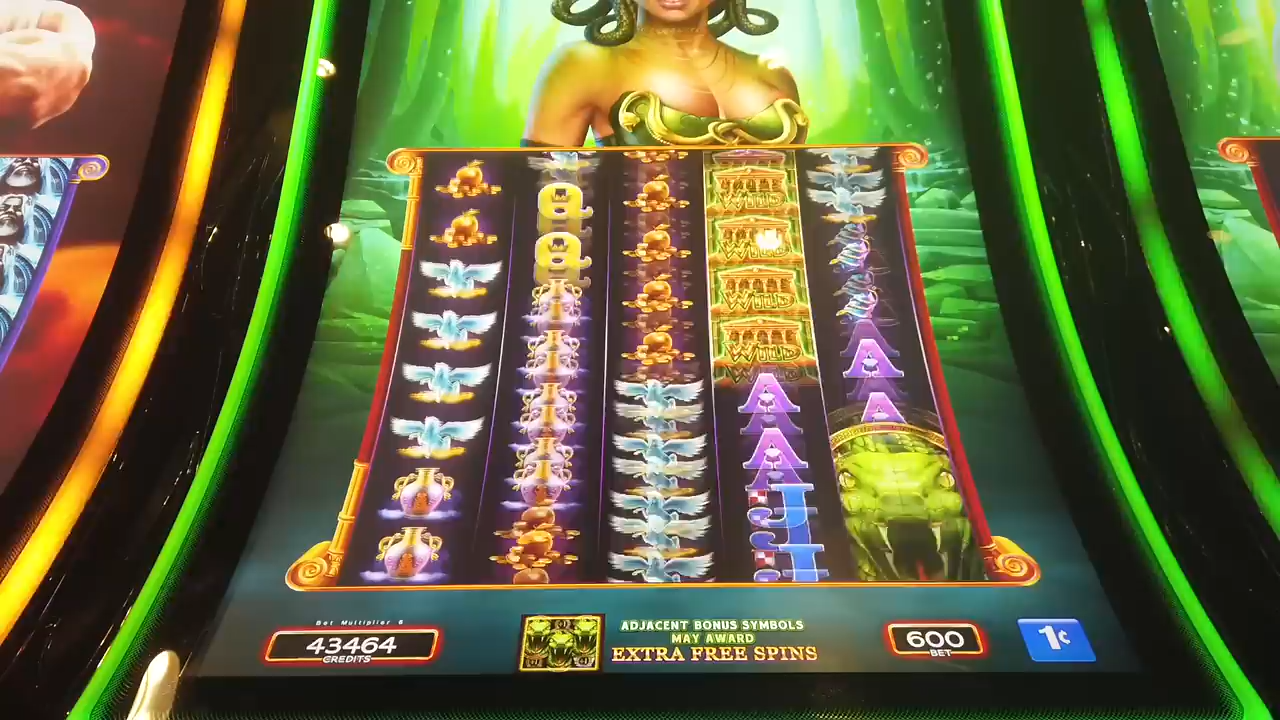 WILD
WILD
WILD
WILD
A
A
A
A
J
J
Bet Multiplier 6
43464
CREDITS
ADJACENT BONUS SYMBOLS
MAY AWARD
EXTRA FREE SPINS
600
BET
1¢